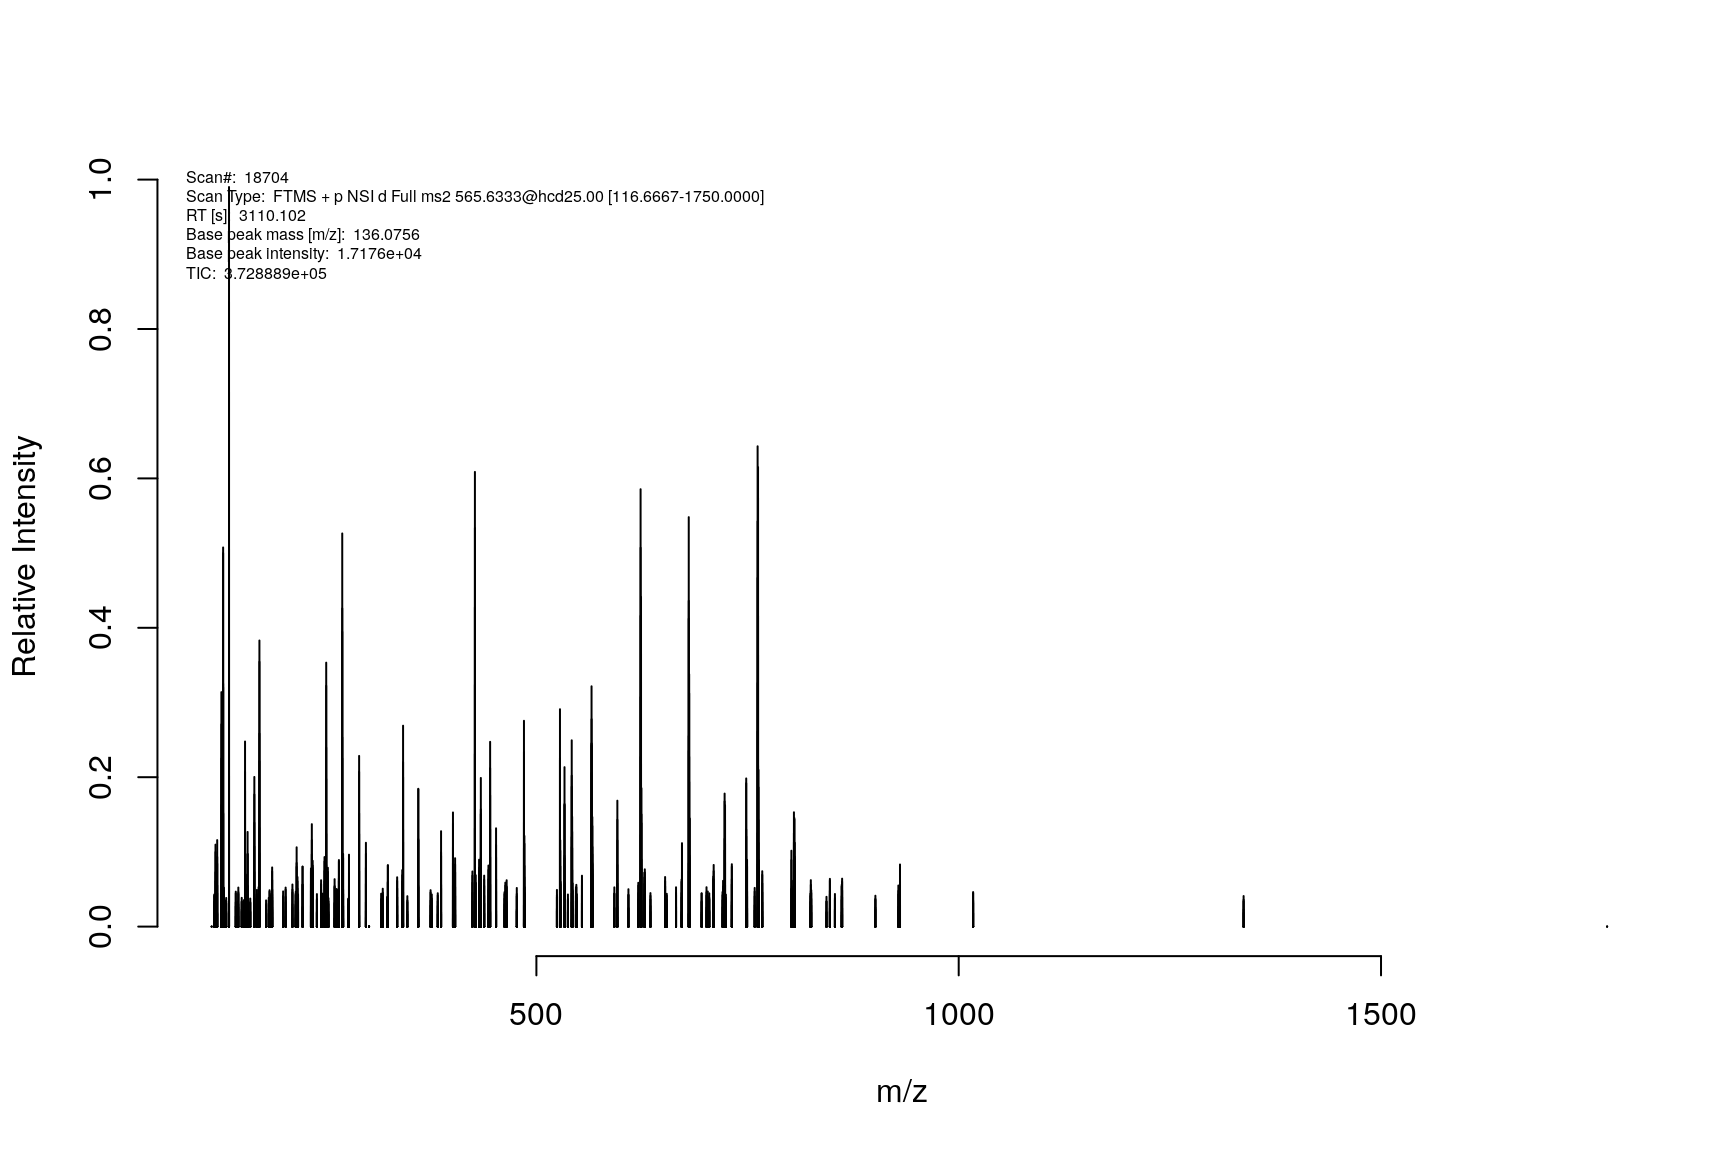 Scan#: 18704
Scan Type: FTMS + p NSI d Full ms2 565.6333@hcd25.00 [116.6667-1750.0000]
RT [s]: 3110.102
Base peak mass [m/z]: 136.0756
Base peak intensity: 1.7176e+04
TIC: 3.728889e+05
1.0
0.8
0.6
0.4
0.2
0.0
Relative Intensity
500 1000 1500
m/z